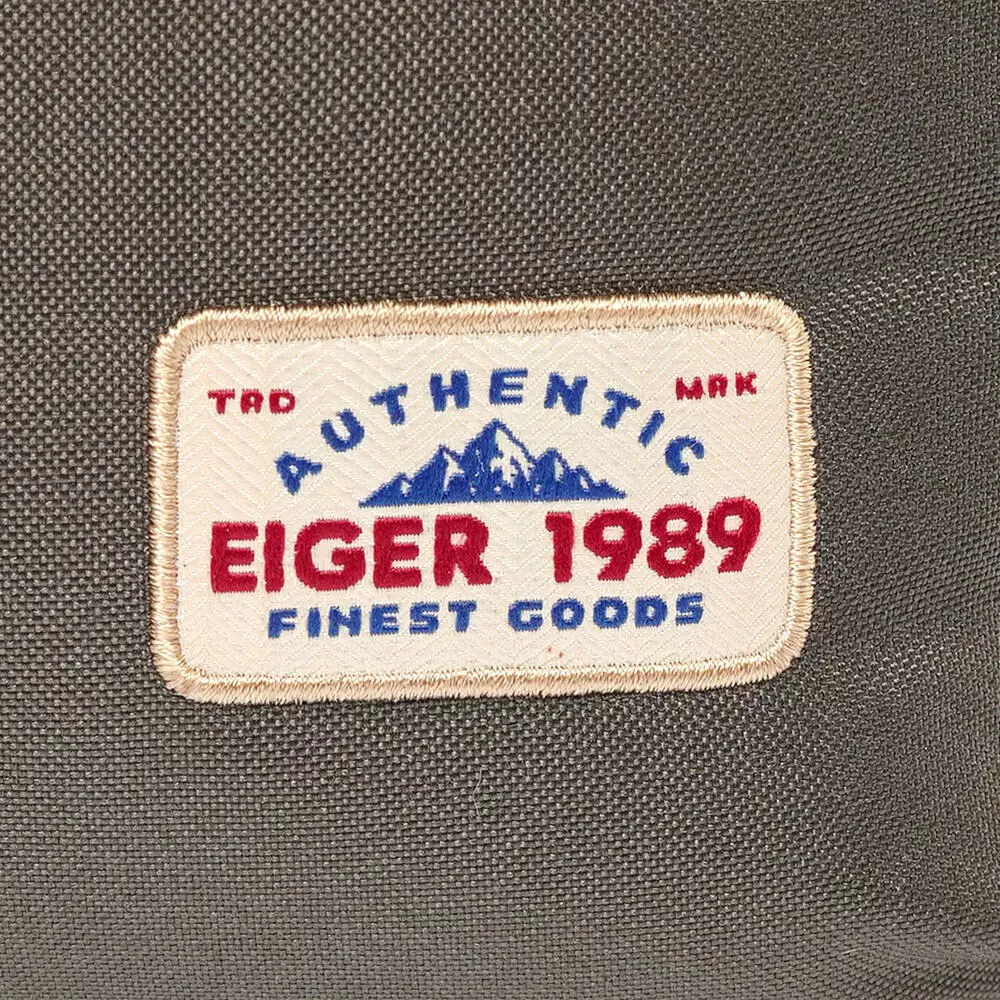 TRD MRK
AUTHENTIC
EIGER 1989
FINEST GOODS